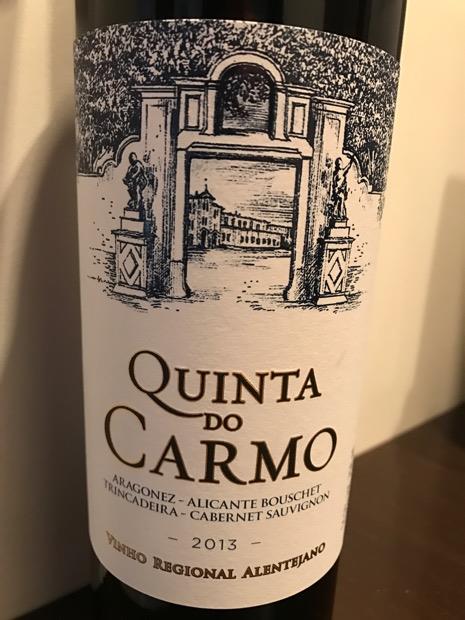 QUINTA
DO
CARMO
ARAGONEZ - ALICANTE BOUSCHET
TRINCADEIRA - CABERNET SAUVIGNON
- 2013 -
VINHO REGIONAL ALENTEJANO